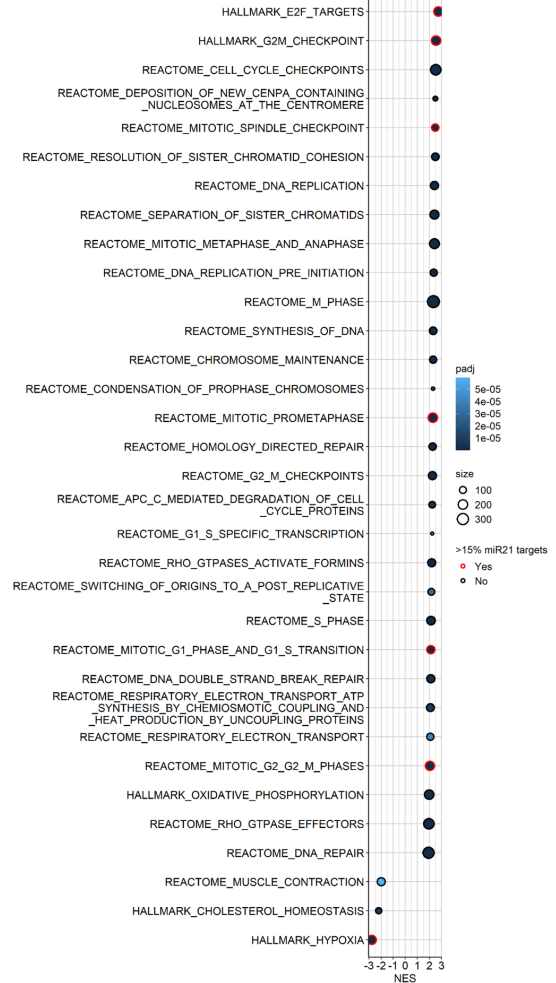 HALLMARK_E2F_TARGETS
HALLMARK_G2M_CHECKPOINT
REACTOME_CELL_CYCLE_CHECKPOINTS
REACTOME_DEPOSITION_OF_NEW_CENPA_CONTAINING
_NUCLEOSOMES_AT_THE_CENTROMERE
REACTOME_MITOTIC_SPINDLE_CHECKPOINT
REACTOME_RESOLUTION_OF_SISTER_CHROMATID_COHESION
REACTOME_DNA_REPLICATION
REACTOME_SEPARATION_OF_SISTER_CHROMATIDS
REACTOME_MITOTIC_METAPHASE_AND_ANAPHASE
REACTOME_DNA_REPLICATION_PRE_INITIATION
REACTOME_M_PHASE
REACTOME_SYNTHESIS_OF_DNA
REACTOME_CHROMOSOME_MAINTENANCE
REACTOME_CONDENSATION_OF_PROPHASE_CHROMOSOMES
REACTOME_MITOTIC_PROMETAPHASE
REACTOME_HOMOLOGY_DIRECTED_REPAIR
REACTOME_G2_M_CHECKPOINTS
REACTOME_APC_C_MEDIATED_DEGRADATION_OF_CELL
_CYCLE_PROTEINS
REACTOME_G1_S_SPECIFIC_TRANSCRIPTION
REACTOME_RHO_GTPASES_ACTIVATE_FORMINS
REACTOME_SWITCHING_OF_ORIGINS_TO_A_POST_REPLICATIVE
_STATE
REACTOME_S_PHASE
REACTOME_MITOTIC_G1_PHASE_AND_G1_S_TRANSITION
REACTOME_DNA_DOUBLE_STRAND_BREAK_REPAIR
REACTOME_RESPIRATORY_ELECTRON_TRANSPORT_ATP
_SYNTHESIS_BY_CHEMIOSMOTIC_COUPLING_AND
_HEAT_PRODUCTION_BY_UNCOUPLING_PROTEINS
REACTOME_RESPIRATORY_ELECTRON_TRANSPORT
REACTOME_MITOTIC_G2_G2_M_PHASES
HALLMARK_OXIDATIVE_PHOSPHORYLATION
REACTOME_RHO_GTPASE_EFFECTORS
REACTOME_DNA_REPAIR
REACTOME_MUSCLE_CONTRACTION
HALLMARK_CHOLESTEROL_HOMEOSTASIS
HALLMARK_HYPOXIA
-3 -2 -1 0 1 2 3
NES
padj
5e-05
4e-05
3e-05
2e-05
1e-05
size
100
200
300
>15% miR21 targets
Yes
No